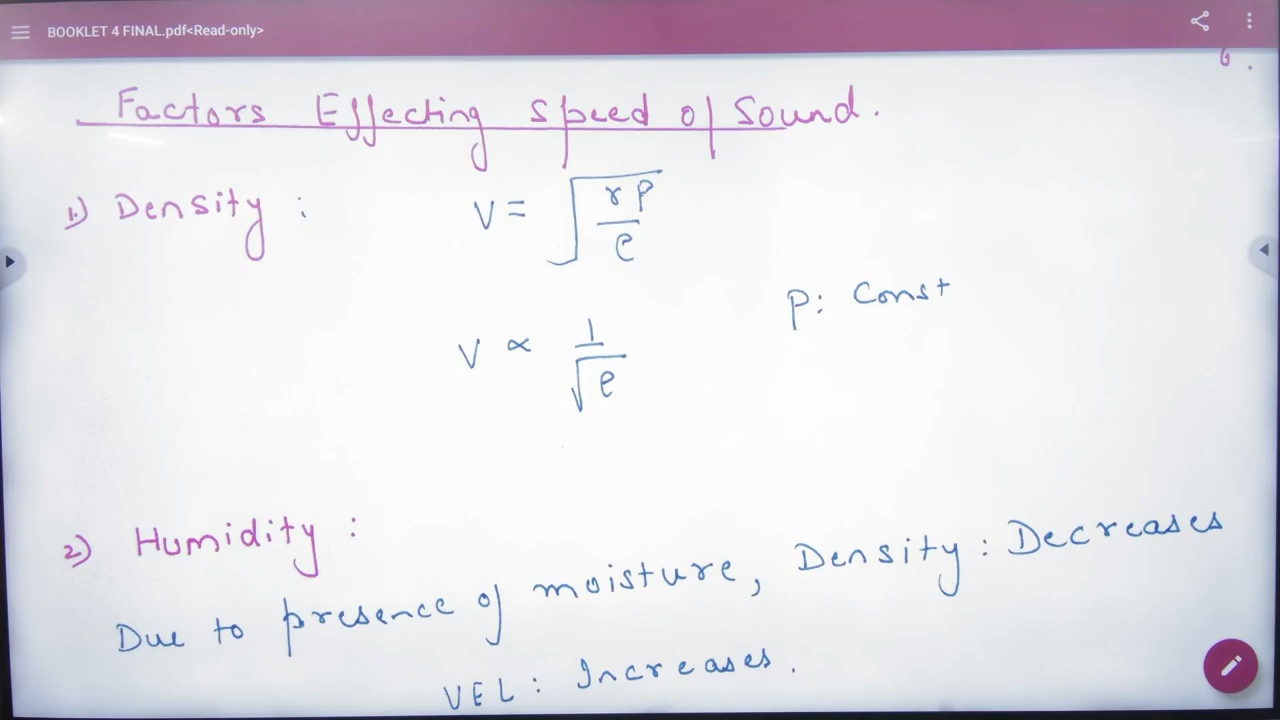 BOOKLET 4 FINAL.pdf<Read-only>
6.
Factors Effecting Speed of Sound.
1.) Density : V = √(γP/ρ)
P: Const
V ∝ 1/√ρ
2) Humidity :
Due to presence of moisture, Density : Decreases
VEL : Increases.